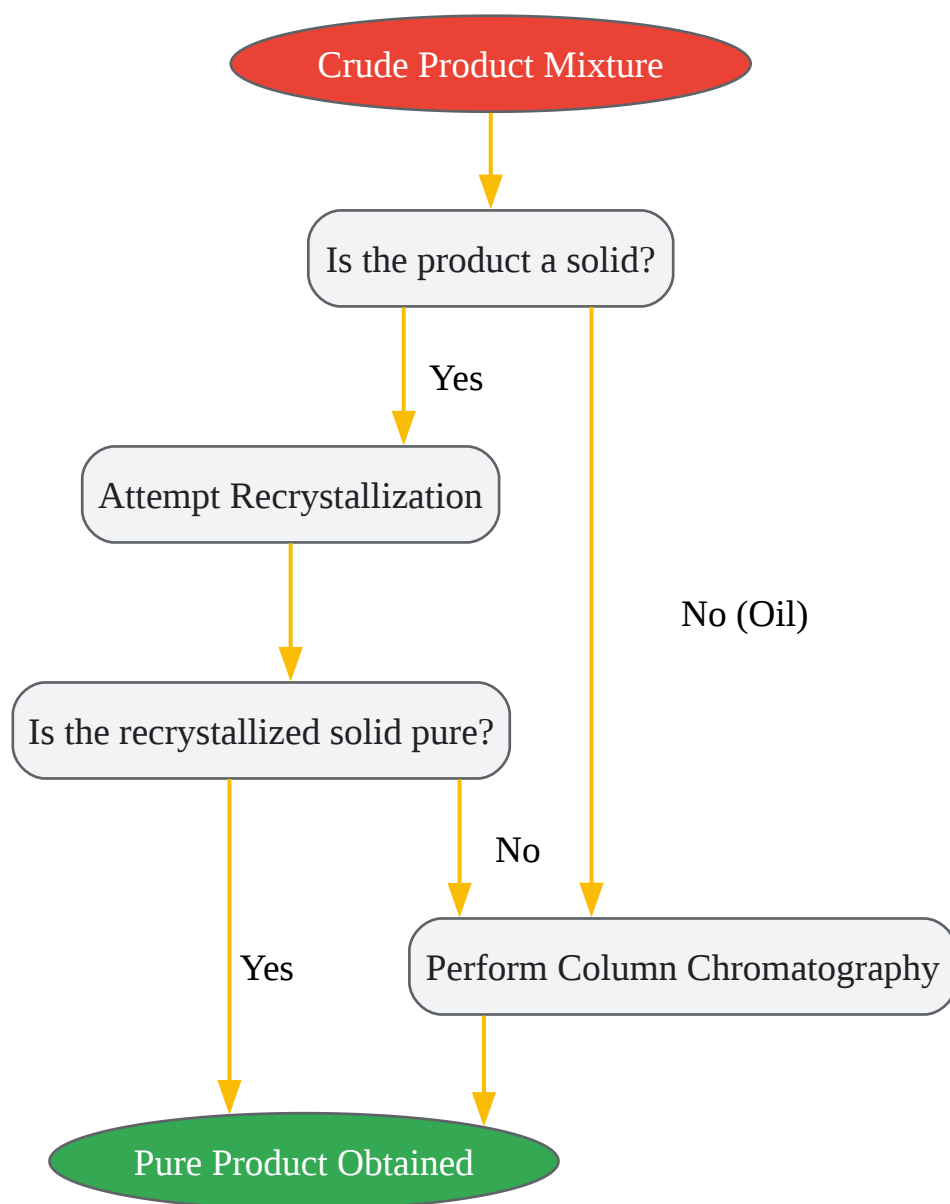 Crude Product Mixture
Is the product a solid?
Yes
Attempt Recrystallization
No (Oil)
Is the recrystallized solid pure?
No
Yes
Perform Column Chromatography
Pure Product Obtained